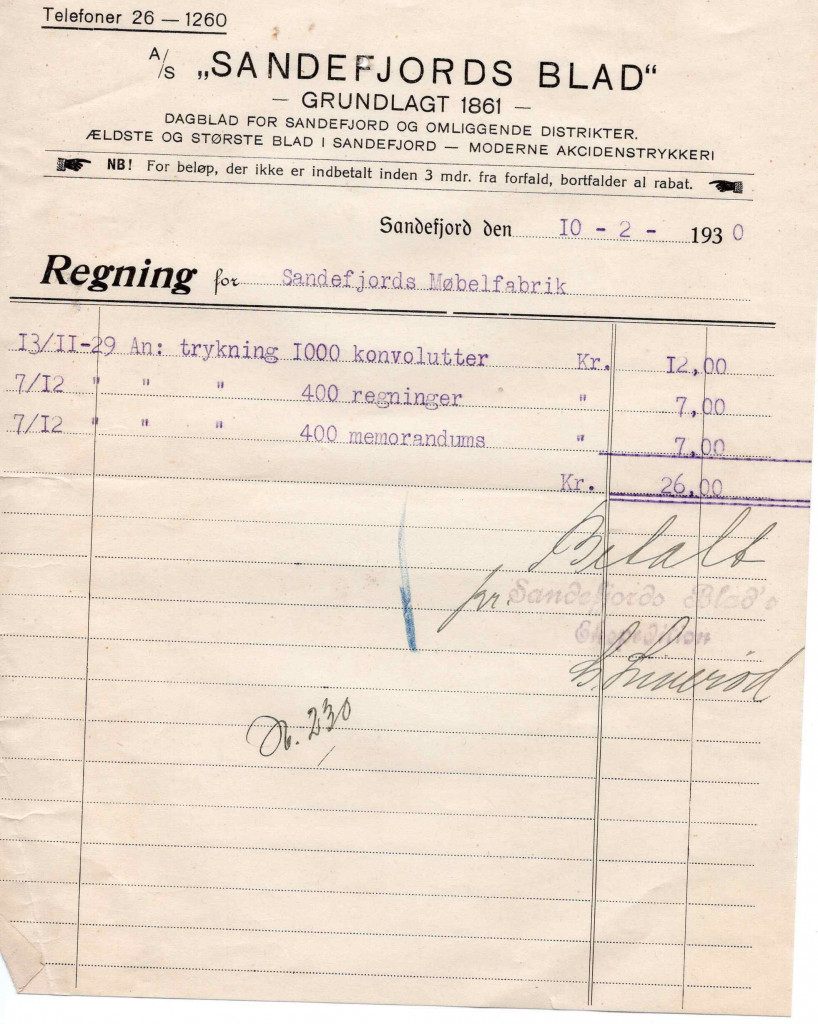 Telefoner 26 — 1260
A/S „SANDEFJORDS BLAD"
— GRUNDLAGT 1861 —
DAGBLAD FOR SANDEFJORD OG OMLIGGENDE DISTRIKTER.
ÆLDSTE OG STØRSTE BLAD I SANDEFJORD — MODERNE AKCIDENSTRYKKERI
NB! For beløp, der ikke er indbetalt inden 3 mdr. fra forfald, bortfalder al rabat.
Sandefjord den 10 - 2 - 1930
Regning for Sandefjords Møbelfabrik
13/11-29 An: trykning 1000 konvolutter Kr. 12,00
7/12 " " " 400 regninger " 7,00
7/12 " " " 400 memorandums " 7,00
Kr. 26,00
Betalt
pr. Sandefjords Blad's
Ekspedition
N. 230